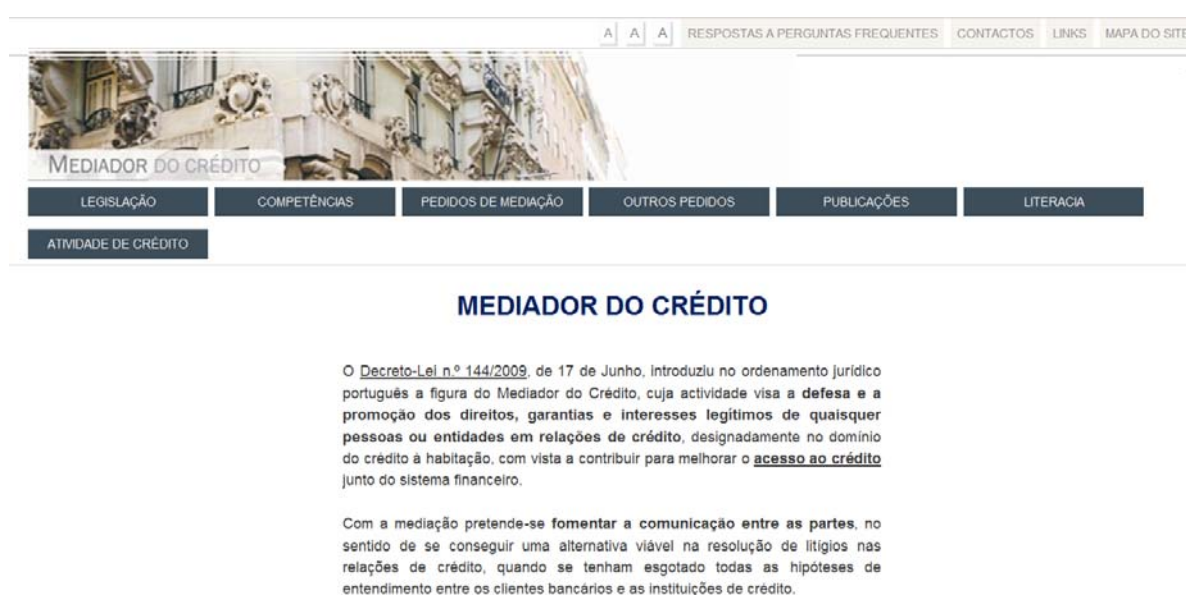 A A A RESPOSTAS A PERGUNTAS FREQUENTES CONTACTOS LINKS MAPA DO SITE
MEDIADOR DO CRÉDITO
LEGISLAÇÃO COMPETÊNCIAS PEDIDOS DE MEDIAÇÃO OUTROS PEDIDOS PUBLICAÇÕES LITERACIA
ATIVIDADE DE CRÉDITO
MEDIADOR DO CRÉDITO
O Decreto-Lei n.º 144/2009, de 17 de Junho, introduziu no ordenamento jurídico
português a figura do Mediador do Crédito, cuja actividade visa a defesa e a
promoção dos direitos, garantias e interesses legítimos de quaisquer
pessoas ou entidades em relações de crédito, designadamente no domínio
do crédito à habitação, com vista a contribuir para melhorar o acesso ao crédito
junto do sistema financeiro.
Com a mediação pretende-se fomentar a comunicação entre as partes, no
sentido de se conseguir uma alternativa viável na resolução de litígios nas
relações de crédito, quando se tenham esgotado todas as hipóteses de
entendimento entre os clientes bancários e as instituições de crédito.